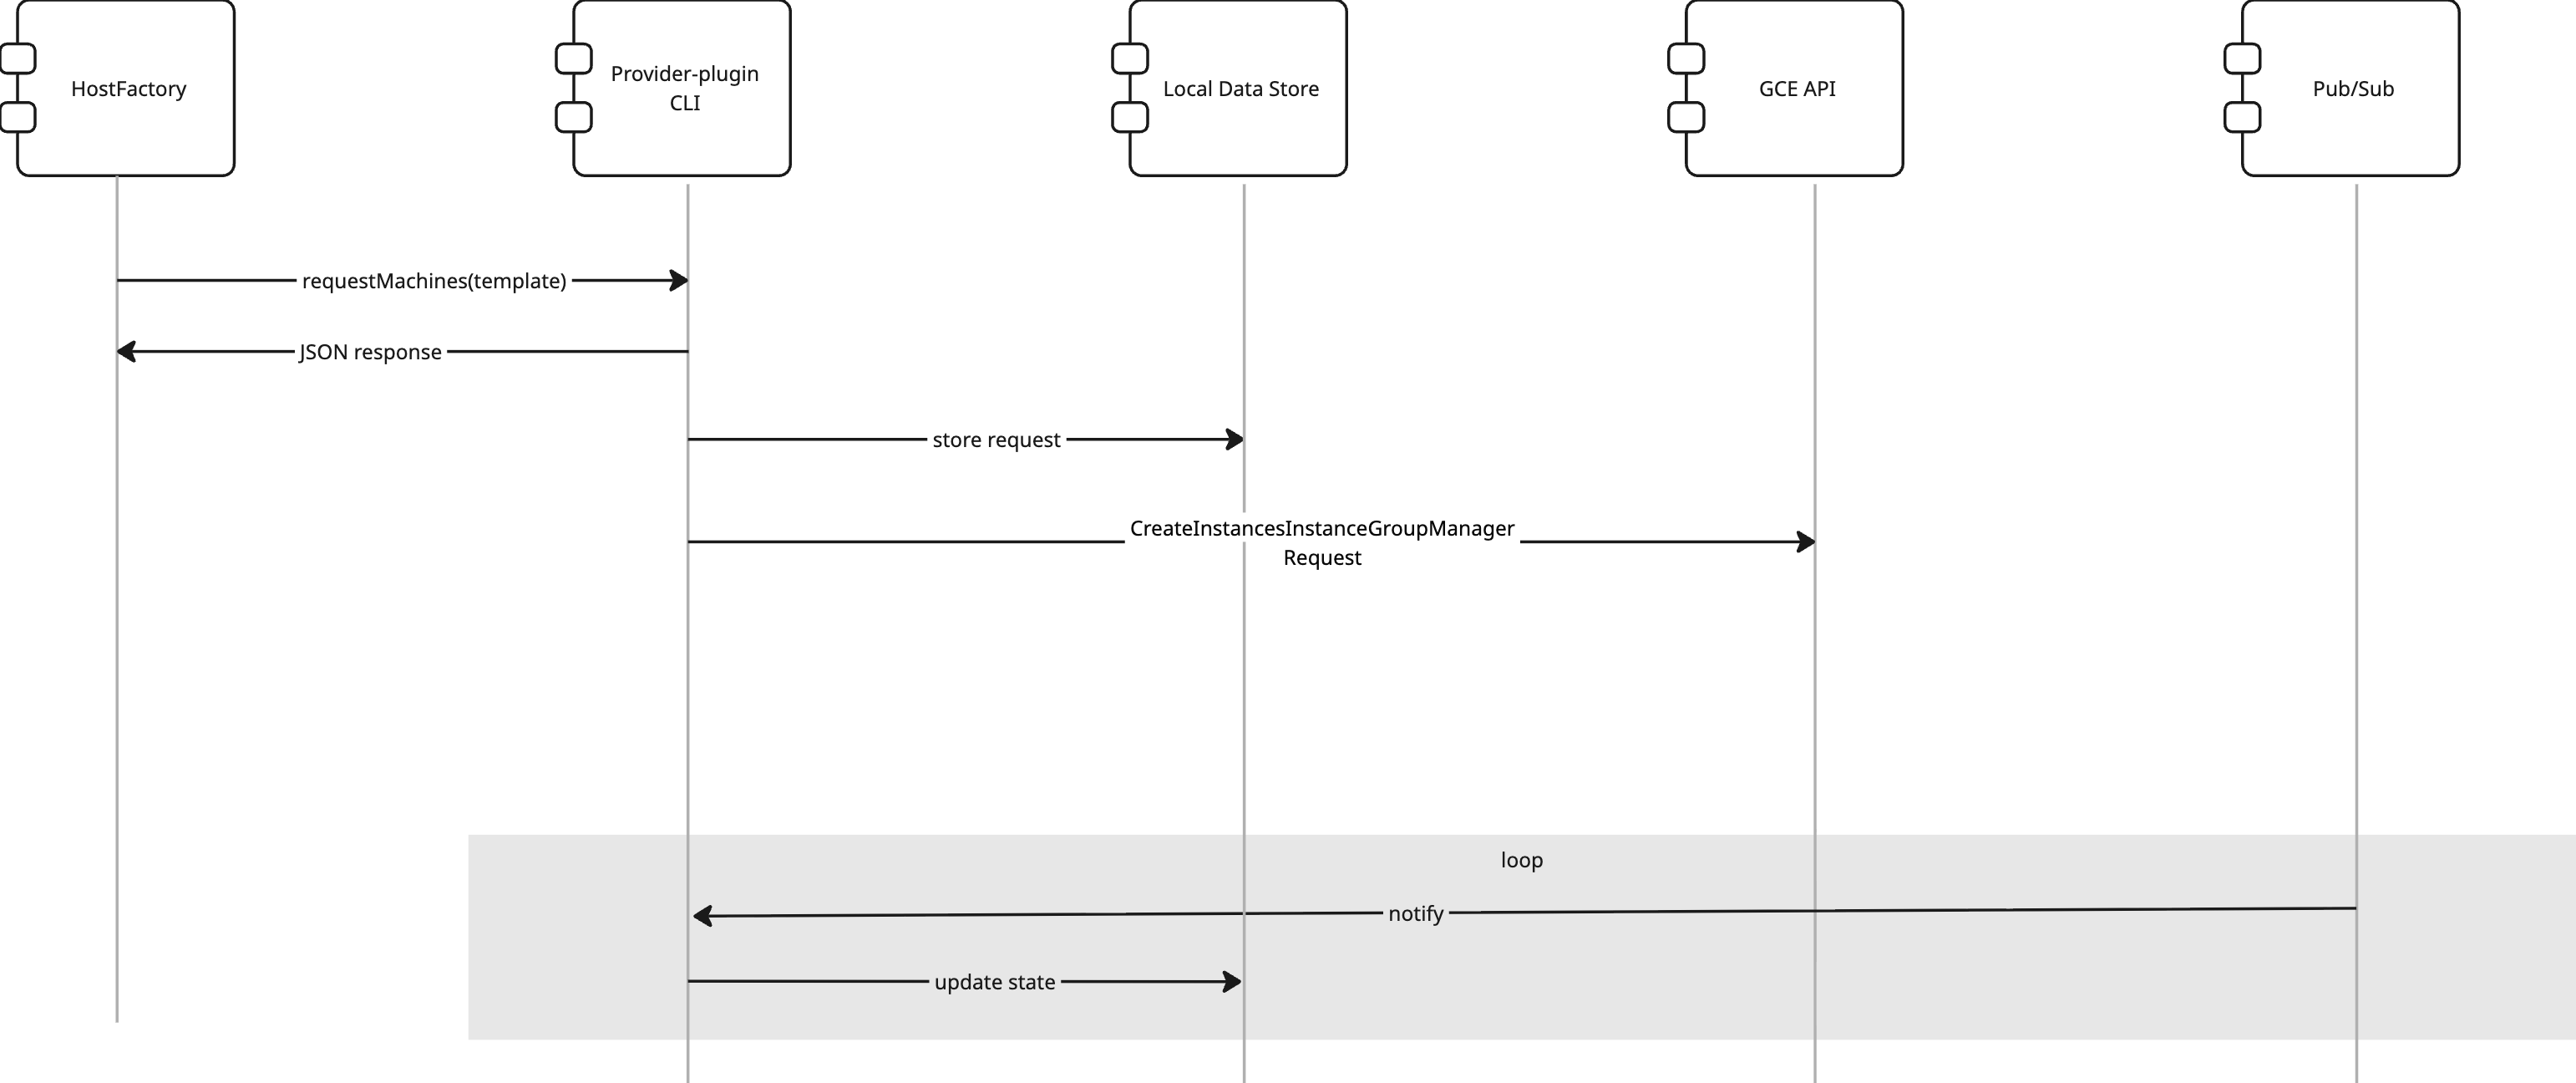 HostFactory
Provider-plugin
CLI
Local Data Store
GCE API
Pub/Sub
requestMachines(template)
JSON response
store request
CreateInstancesInstanceGroupManager
Request
loop
notify
update state